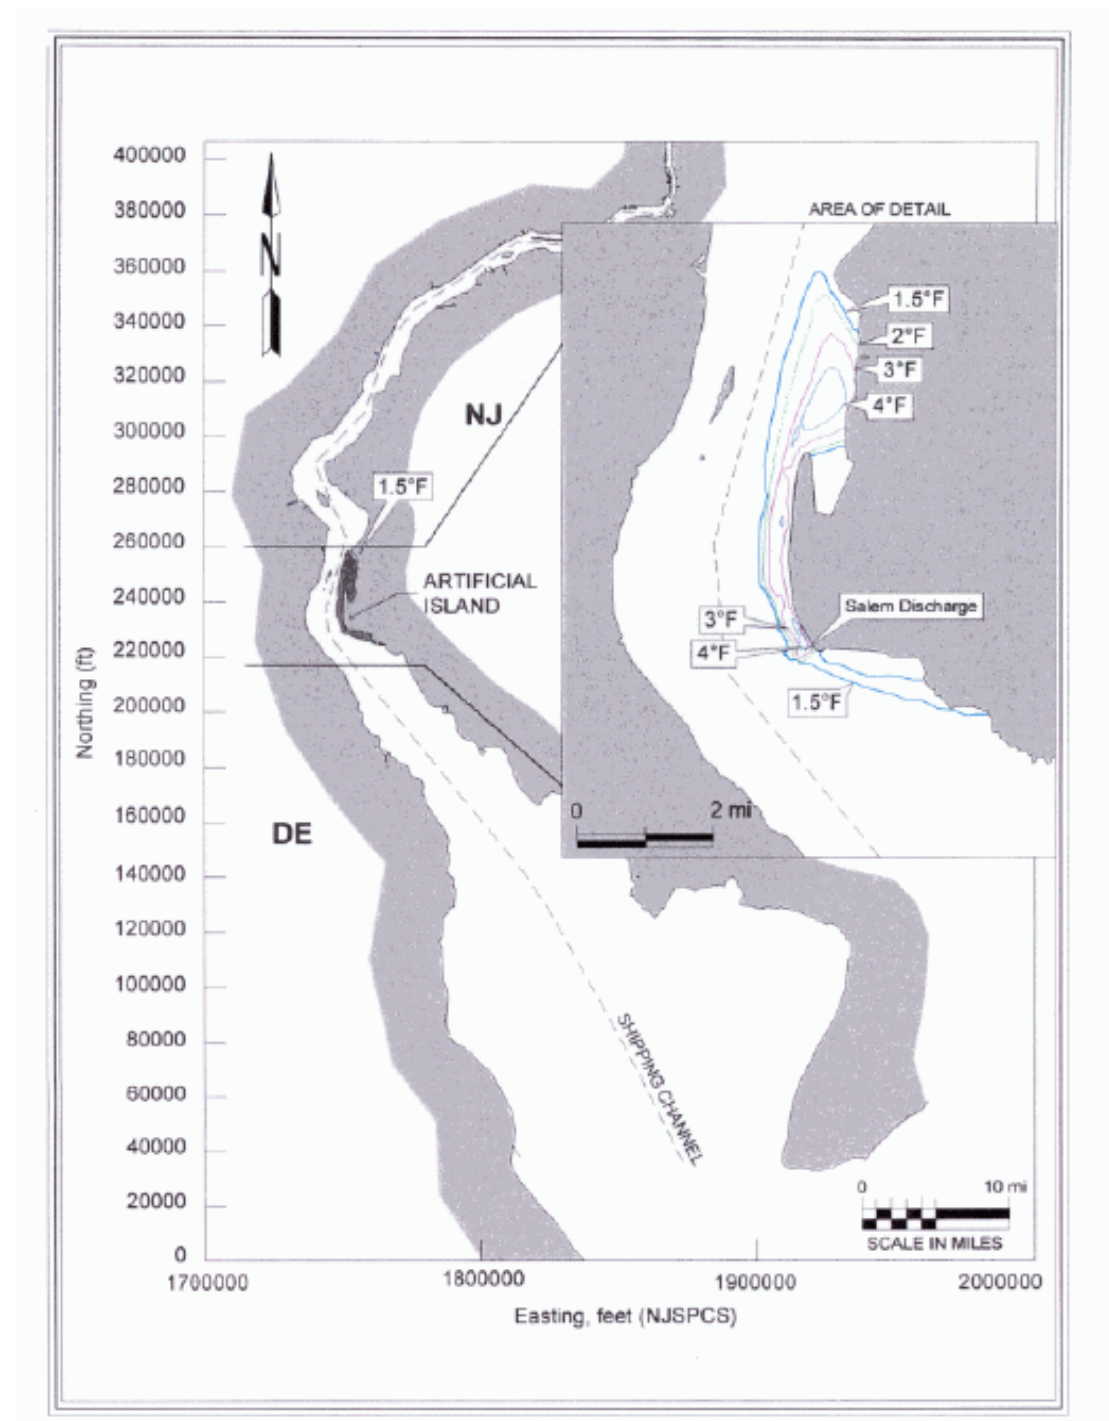 400000
380000
360000
340000
320000
300000
280000
260000
240000
220000
200000
180000
160000
140000
120000
100000
80000
60000
40000
20000
0
Northing (ft)
N
NJ
1.5°F
ARTIFICIAL
ISLAND
DE
AREA OF DETAIL
1.5°F
2°F
3°F
4°F
Salem Discharge
3°F
4°F
1.5°F
0 2 mi
SHIPPING CHANNEL
0 10 mi
SCALE IN MILES
1700000 1800000 1900000 2000000
Easting, feet (NJSPCS)